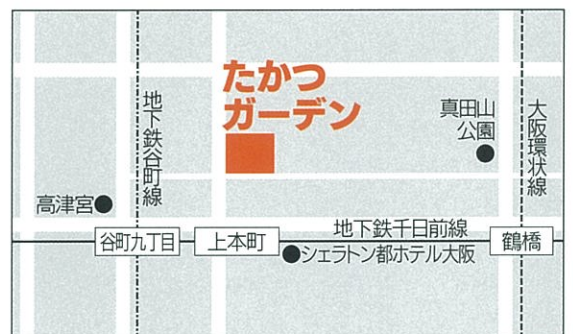 たかつ
ガーデン
地下鉄谷町線
真田山
公園
大阪環状線
高津宮
地下鉄千日前線
谷町九丁目
上本町
鶴橋
シェラトン都ホテル大阪